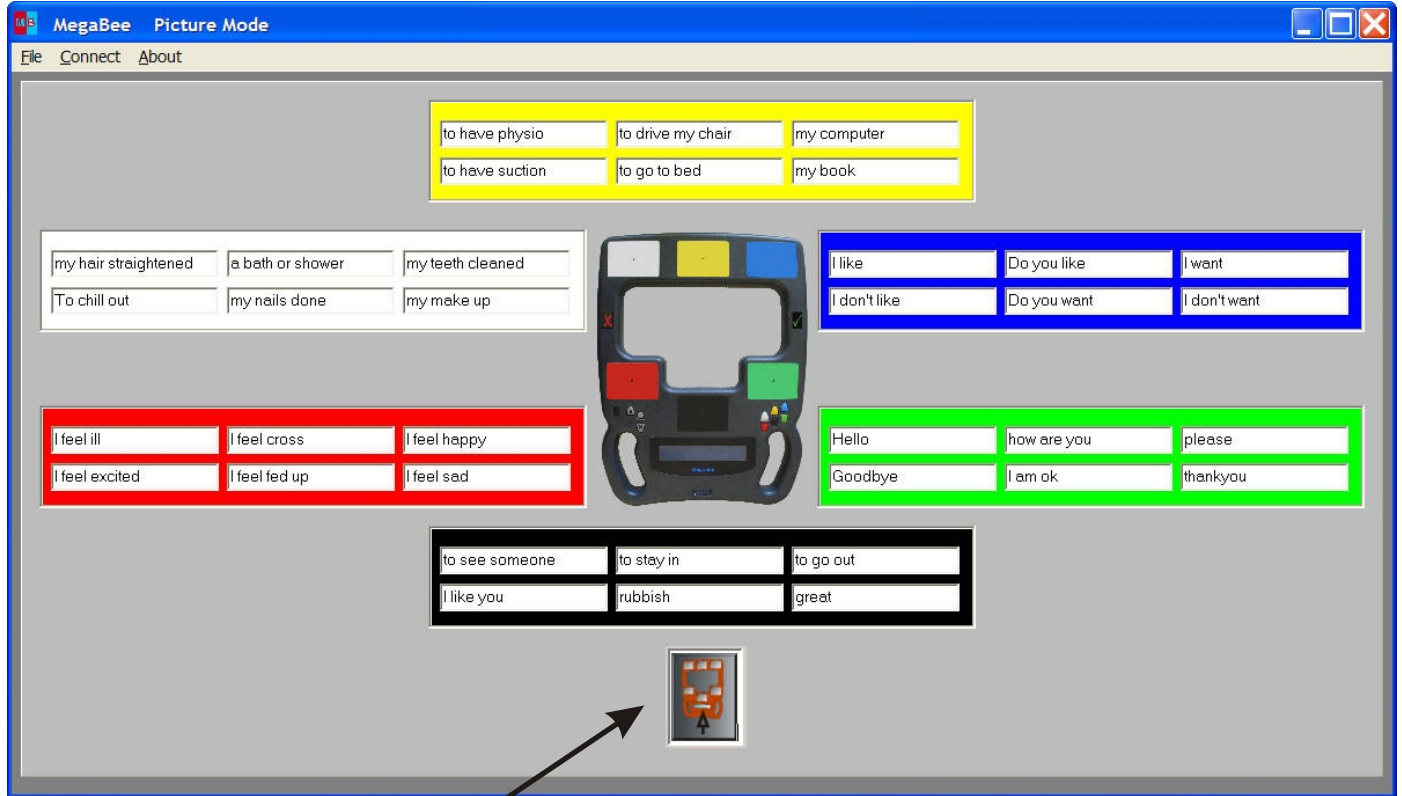 MB MegaBee Picture Mode
File Connect About
to have physio to drive my chair my computer
to have suction to go to bed my book
my hair straightened a bath or shower my teeth cleaned
To chill out my nails done my make up
I like Do you like I want
I don't like Do you want I don't want
I feel ill I feel cross I feel happy
I feel excited I feel fed up I feel sad
Hello how are you please
Goodbye I am ok thankyou
to see someone to stay in to go out
I like you rubbish great